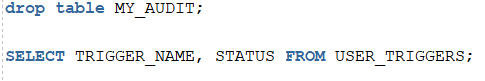 drop table MY_AUDIT;
SELECT TRIGGER_NAME, STATUS FROM USER_TRIGGERS;